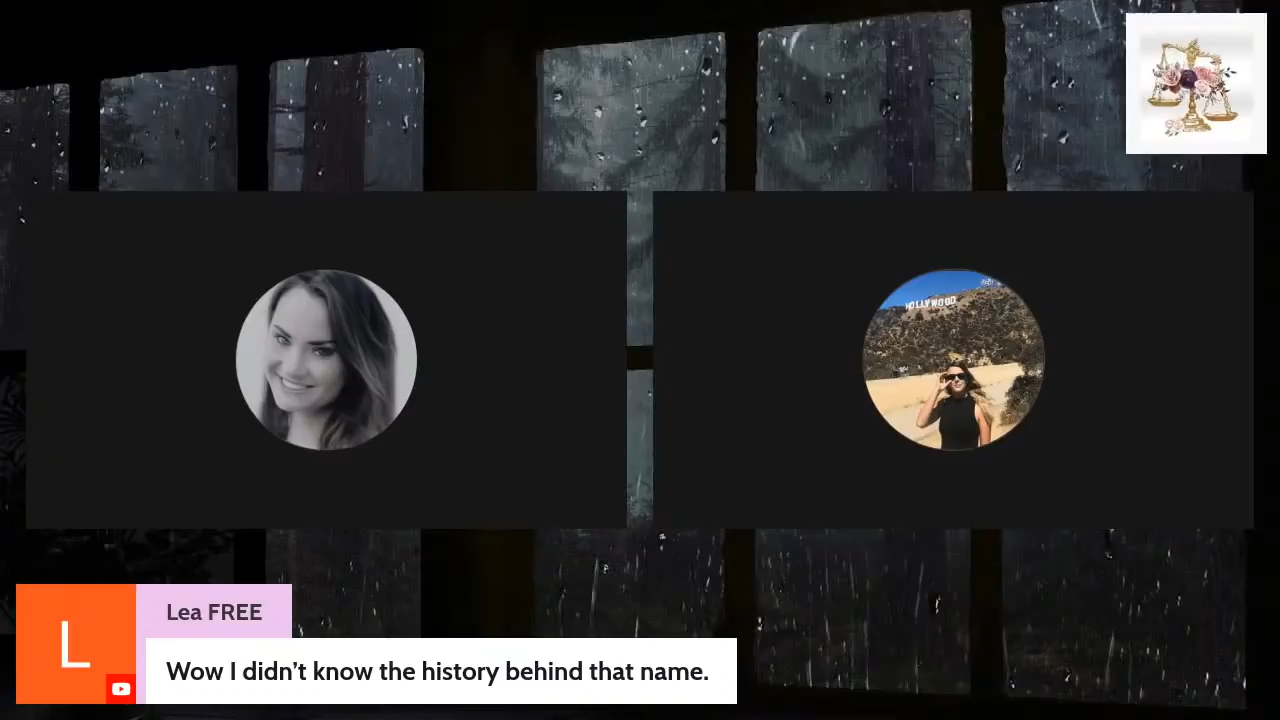 HOLLYWOOD
L
Lea FREE
Wow I didn’t know the history behind that name.